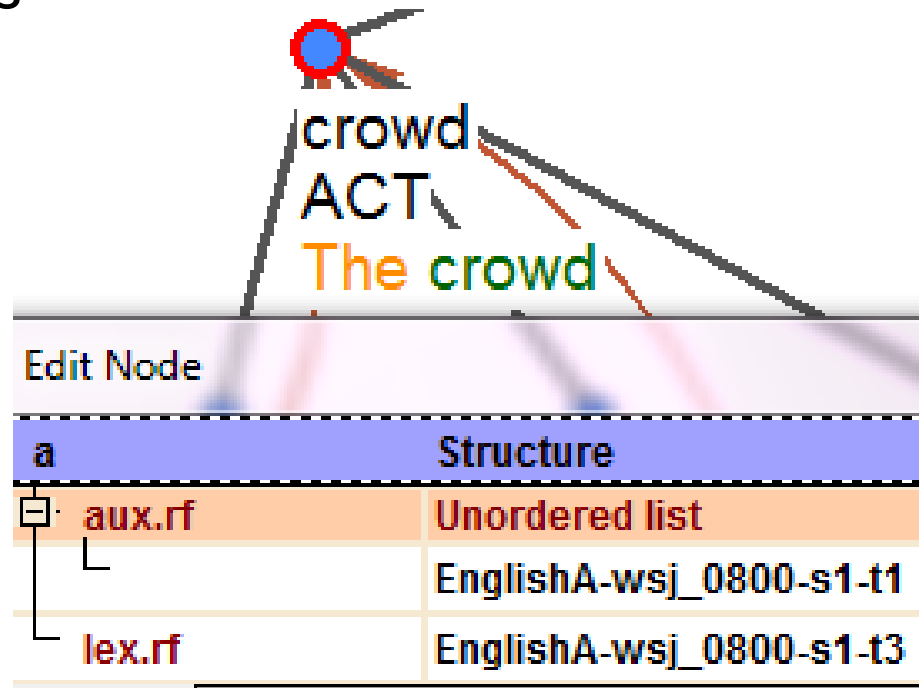 crowd
ACT
The crowd
Edit Node
a Structure
aux.rf Unordered list
EnglishA-wsj_0800-s1-t1
lex.rf EnglishA-wsj_0800-s1-t3